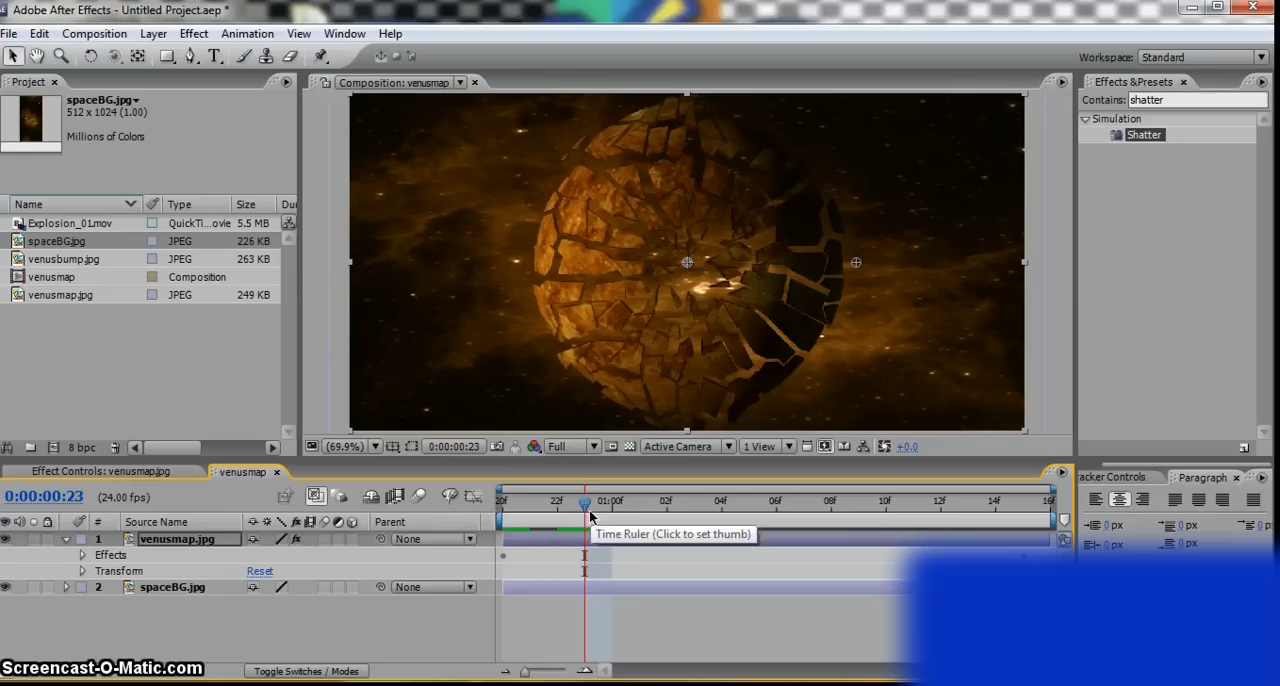 Adobe After Effects - Untitled Project.aep *
File Edit Composition Layer Effect Animation View Window Help
T
Workspace: Standard
Project ×
Composition: venusmap ×
Effects &Presets ×
spaceBG.jpg
512 x 1024 (1.00)
Millions of Colors
Contains: shatter
Simulation
Shatter
Name Type Size Du
Explosion_01.mov QuickTi...ovie 5.5 MB
spaceBG.jpg JPEG 226 KB
venusbump.jpg JPEG 263 KB
venusmap Composition
venusmap.jpg JPEG 249 KB
8 bpc
(69.9%) 0:00:00:23 Full Active Camera 1 View +0.0
Effect Controls: venusmap.jpg venusmap ×
acker Controls Paragraph ×
0:00:00:23 (24.00 fps)
20f 22f 01:00f 02f 04f 06f 08f 10f 12f 14f 16f
# Source Name Parent
1 venusmap.jpg fx None
Time Ruler (Click to set thumb)
0 px 0 px 0 p
0 px 0 px
Effects
Transform Reset
2 spaceBG.jpg None
Screencast-O-Matic.com
Toggle Switches / Modes